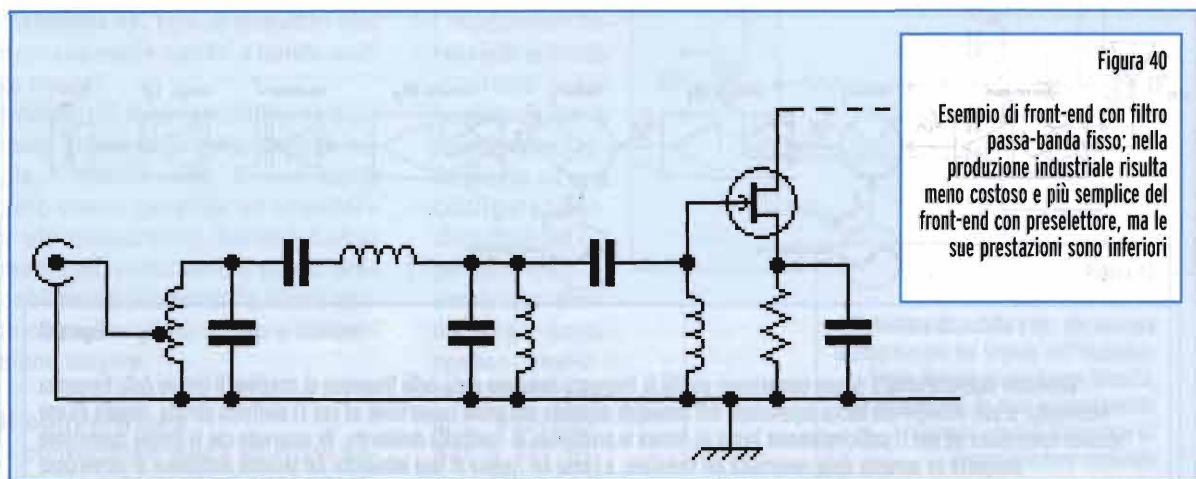 Figura 40
Esempio di front-end con filtro
passa-banda fisso; nella
produzione industriale risulta
meno costoso e più semplice del
front-end con preselettore, ma le
sue prestazioni sono inferiori